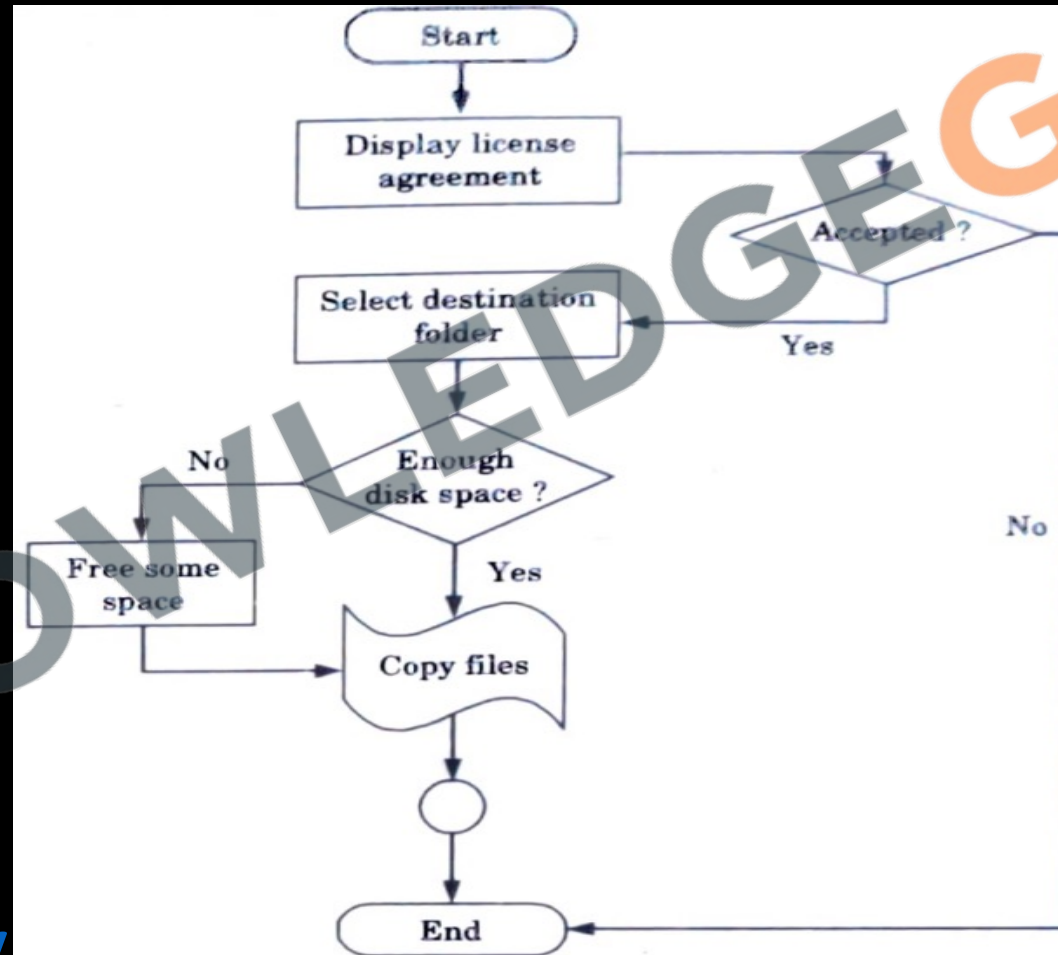 Start
Display license
agreement
Accepted ?
Select destination
folder
Yes
No
Enough
disk space ?
No
Free some
space
Yes
Copy files
End
OWLEDGEG